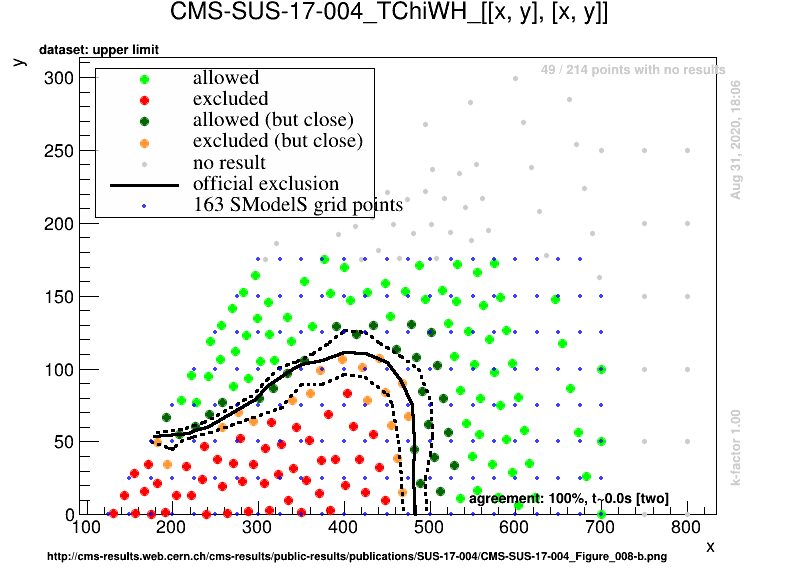 CMS-SUS-17-004_TChiWH_[[x, y], [x, y]]
dataset: upper limit
y
49 / 214 points with no results
allowed
excluded
allowed (but close)
excluded (but close)
no result
official exclusion
163 SModelS grid points
Aug 31, 2020, 18:06
k-factor 1.00
300
250
200
150
100
50
0
agreement: 100%, t~0.0s [two]
100 200 300 400 500 600 700 800
x
http://cms-results.web.cern.ch/cms-results/public-results/publications/SUS-17-004/CMS-SUS-17-004_Figure_008-b.png